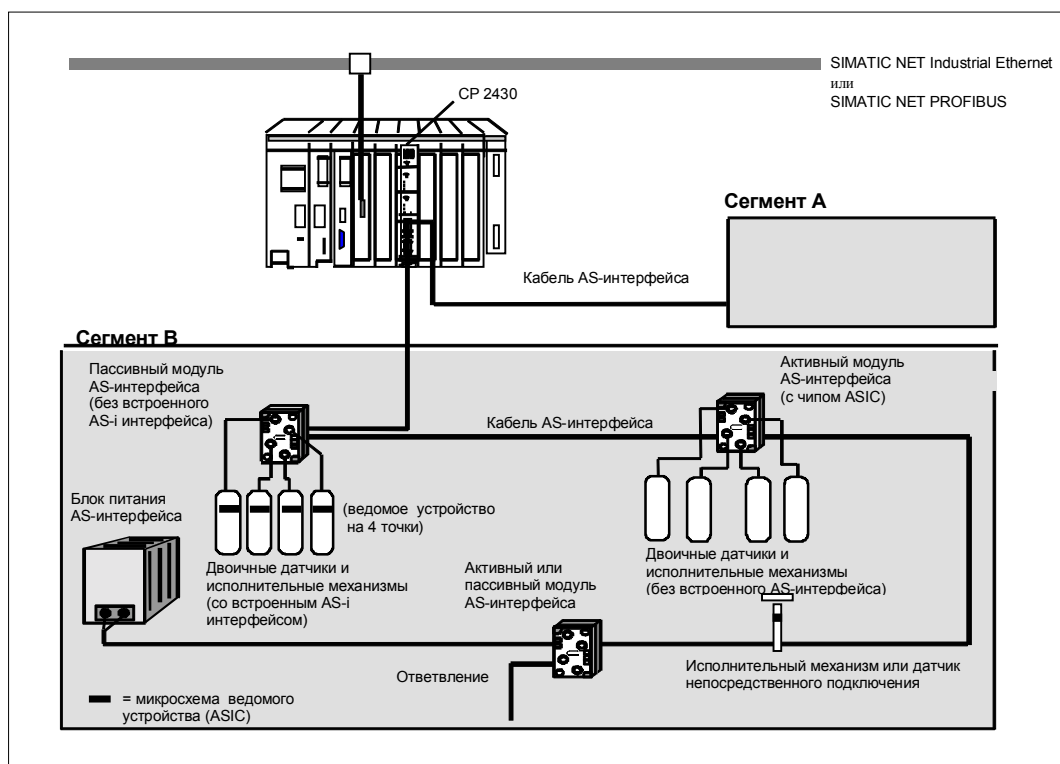 SIMATIC NET Industrial Ethernet
или
SIMATIC NET PROFIBUS
CP 2430
Сегмент A
Кабель AS-интерфейса
Сегмент B
Пассивный модуль
AS-интерфейса
(без встроенного
AS-i интерфейса)
Активный модуль
AS-интерфейса
(с чипом ASIC)
Кабель AS-интерфейса
Блок питания
AS-интерфейса
(ведомое устройство
на 4 точки)
Двоичные датчики и
исполнительные механизмы
(со встроенным AS-i
интерфейсом)
Активный или
пассивный модуль
AS-интерфейса
Двоичные датчики и
исполнительные механизмы
(без встроенного AS-интерфейса)
Ответвление
Исполнительный механизм или датчик
непосредственного подключения
= микросхема ведомого
устройства (ASIC)